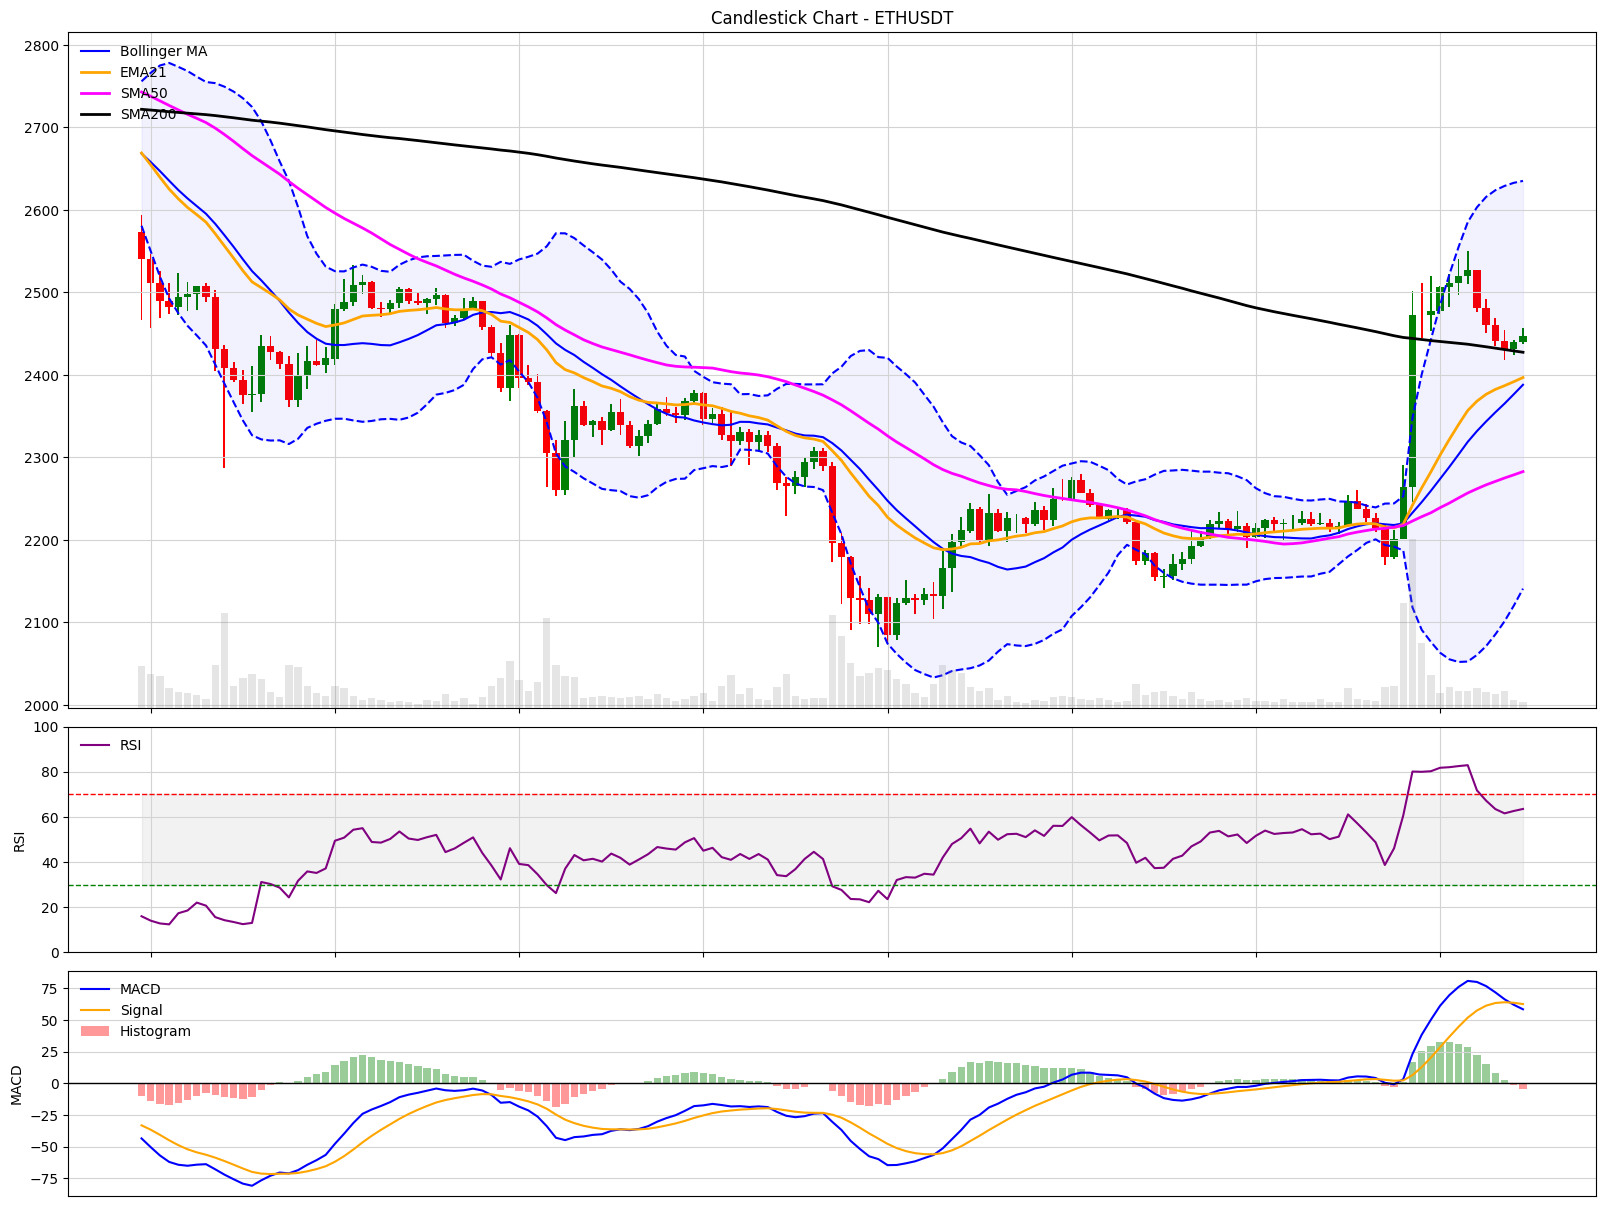 Candlestick Chart - ETHUSDT
2800
2700
2600
2500
2400
2300
2200
2100
2000
Bollinger MA
EMA21
SMA50
SMA200
100
80
60
40
20
0
RSI
RSI
75
50
25
0
−25
−50
−75
MACD
MACD
Signal
Histogram